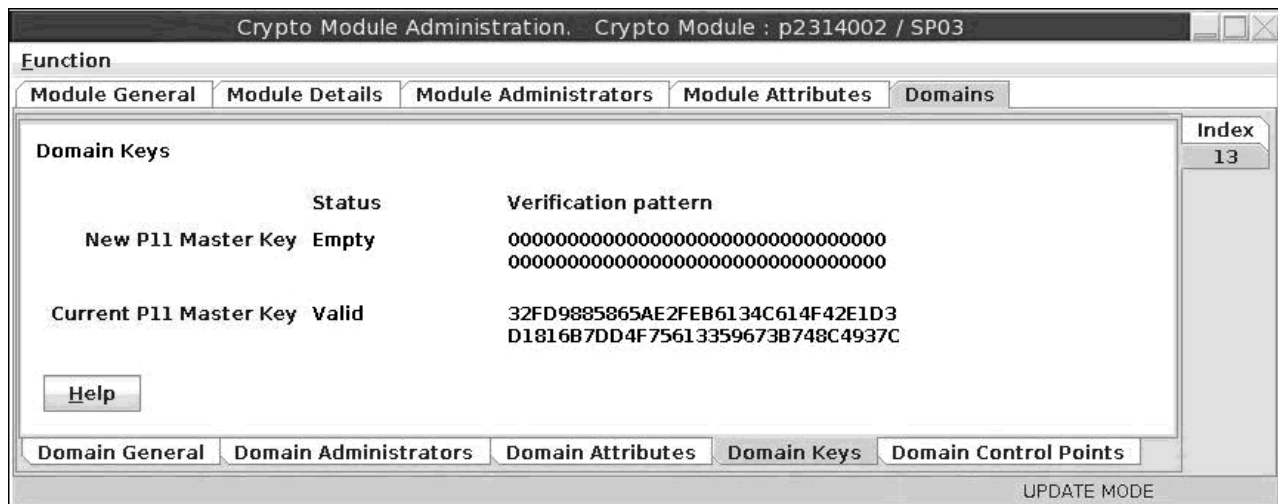 Crypto Module Administration. Crypto Module : p2314002 / SP03
Function
Module General Module Details Module Administrators Module Attributes Domains
Index
13
Domain Keys
Status Verification pattern
New P11 Master Key Empty 00000000000000000000000000000000
00000000000000000000000000000000
Current P11 Master Key Valid 32FD9885865AE2FEB6134C614F42E1D3
D1816B7DD4F75613359673B748C4937C
Help
Domain General Domain Administrators Domain Attributes Domain Keys Domain Control Points
UPDATE MODE